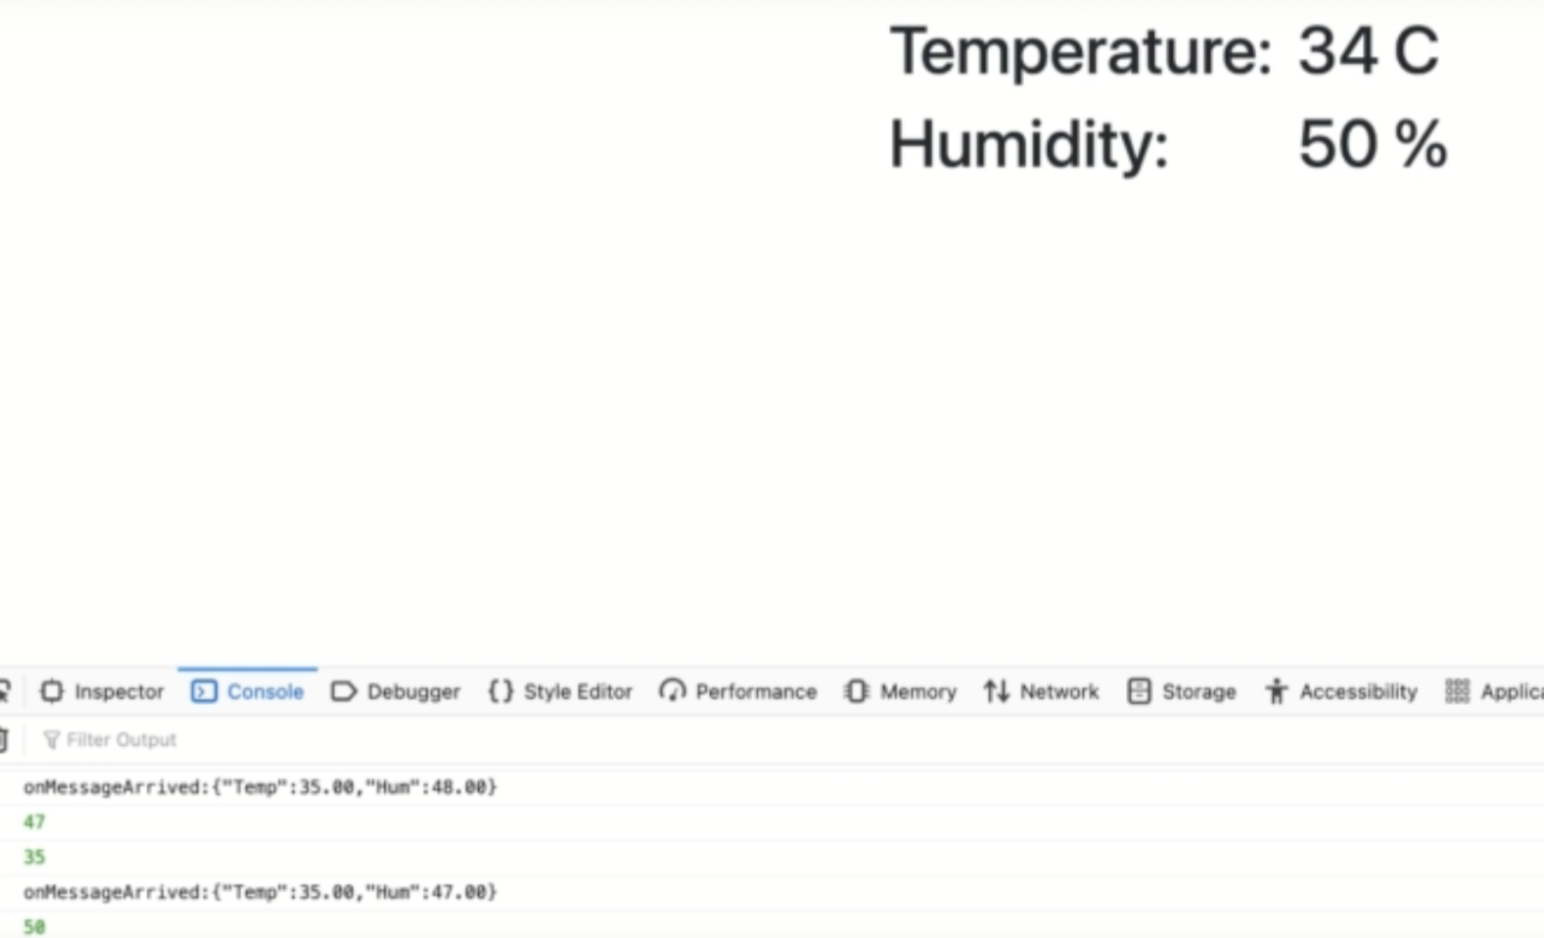 Temperature: 34 C
Humidity: 50 %
Inspector Console Debugger {} Style Editor Performance Memory Network Storage Accessibility Applica
Filter Output
onMessageArrived:{"Temp":35.00,"Hum":48.00}
47
35
onMessageArrived:{"Temp":35.00,"Hum":47.00}
50